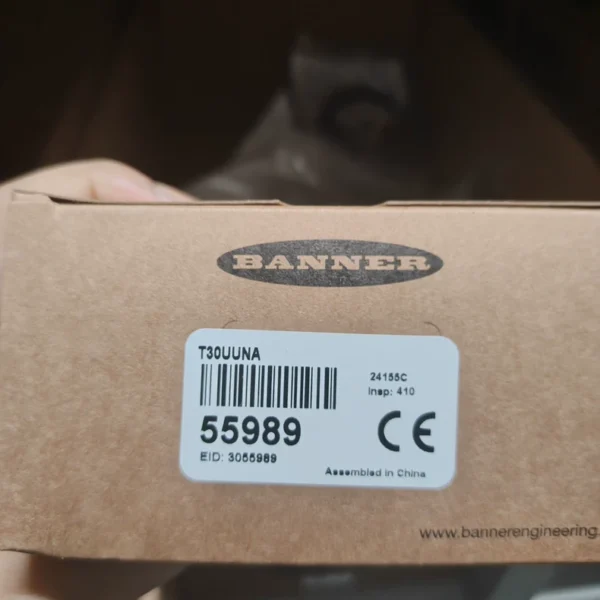 BANNER
T30UUNA
24155C
Insp: 410
55989
CE
EID: 3055989
Assembled in China
www.bannerengineering.